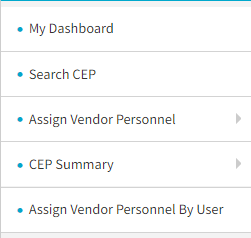 My Dashboard
Search CEP
Assign Vendor Personnel
CEP Summary
Assign Vendor Personnel By User